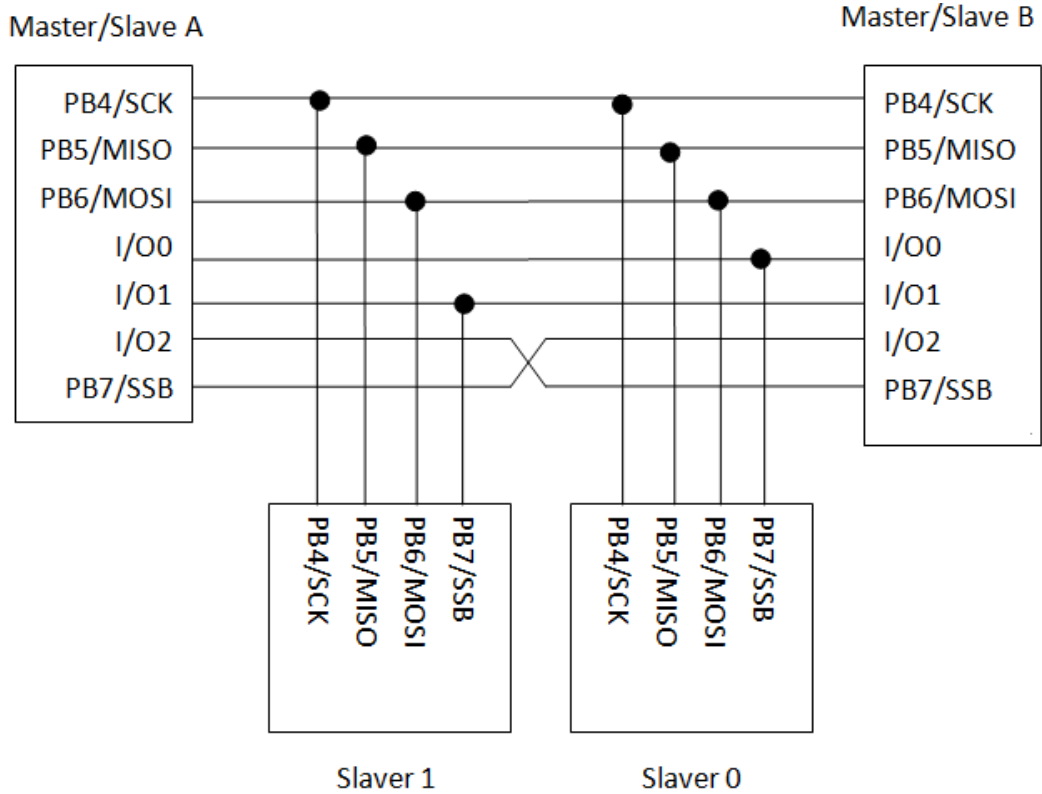 Master/Slave A
Master/Slave B
PB4/SCK
PB5/MISO
PB6/MOSI
I/O0
I/O1
I/O2
PB7/SSB
PB4/SCK
PB5/MISO
PB6/MOSI
I/O0
I/O1
I/O2
PB7/SSB
PB4/SCK
PB5/MISO
PB6/MOSI
PB7/SSB
PB4/SCK
PB5/MISO
PB6/MOSI
PB7/SSB
Slaver 1
Slaver 0